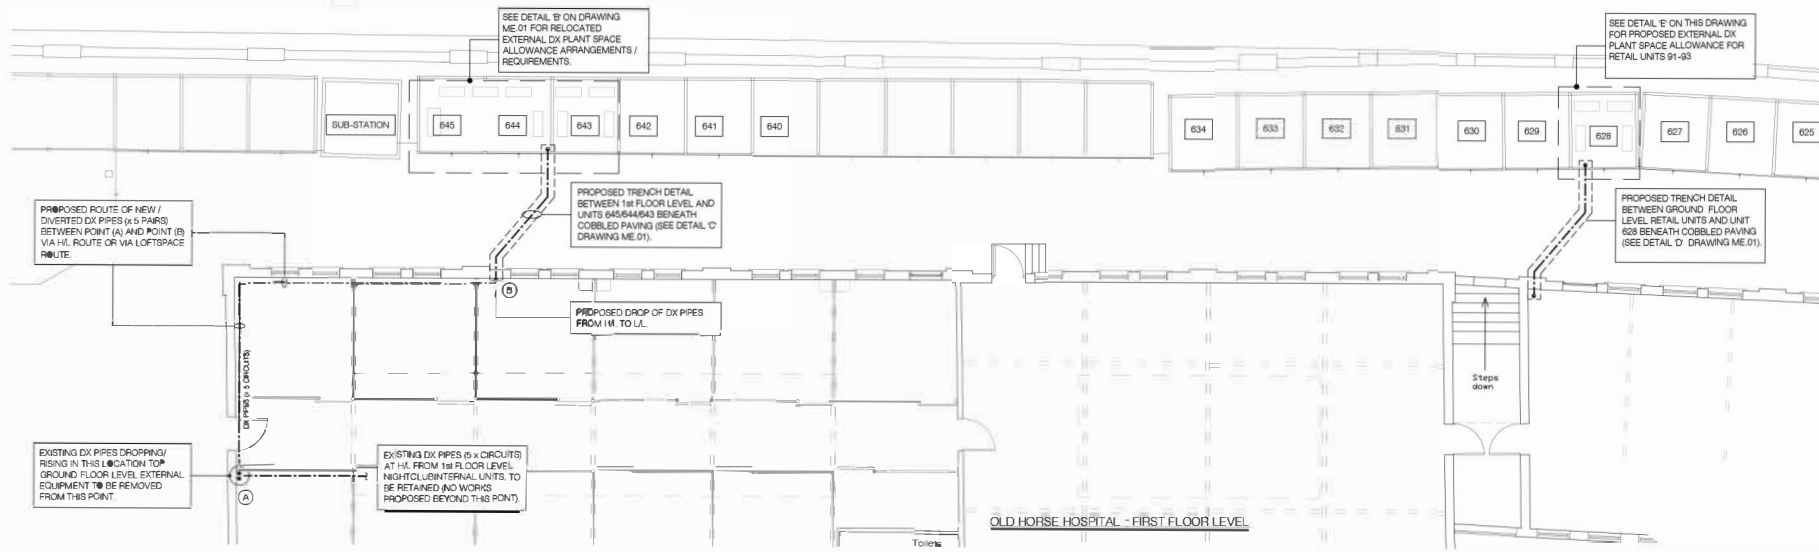 SEE DETAIL 'B' ON DRAWING
ME.01 FOR RELOCATED
EXTERNAL DX PLANT SPACE
ALLOWANCE ARRANGEMENTS /
REQUIREMENTS.
SEE DETAIL 'E' ON THIS DRAWING
FOR PROPOSED EXTERNAL DX
PLANT SPACE ALLOWANCE FOR
RETAIL UNITS 91-93
SUB-STATION
645
644
643
642
641
640
634
633
632
631
630
629
628
627
626
625
PROPOSED ROUTE OF NEW /
DIVERTED DX PIPES (x 5 PAIRS)
BETWEEN POINT (A) AND POINT (B)
VIA H/L ROUTE OR VIA LOFTSPACE
ROUTE.
PROPOSED TRENCH DETAIL
BETWEEN 1st FLOOR LEVEL AND
UNITS 645/644/643 BENEATH
COBBLED PAVING (SEE DETAIL 'C'
DRAWING ME.01).
PROPOSED TRENCH DETAIL
BETWEEN GROUND FLOOR
LEVEL RETAIL UNITS AND UNIT
628 BENEATH COBBLED PAVING
(SEE DETAIL 'D' DRAWING ME.01).
B
PROPOSED DROP OF DX PIPES
FROM H/L TO L/L.
DX PIPES (x 5 CIRCUITS)
Steps
down
EXISTING DX PIPES DROPPING/
RISING IN THIS LOCATION TOP
GROUND FLOOR LEVEL EXTERNAL
EQUIPMENT TO BE REMOVED
FROM THIS POINT.
A
EXISTING DX PIPES (5 x CIRCUITS)
AT H/L FROM 1st FLOOR LEVEL
NIGHTCLUBINTERNAL UNITS, TO
BE RETAINED (NO WORKS
PROPOSED BEYOND THIS PONT).
OLD HORSE HOSPITAL - FIRST FLOOR LEVEL
Toilets